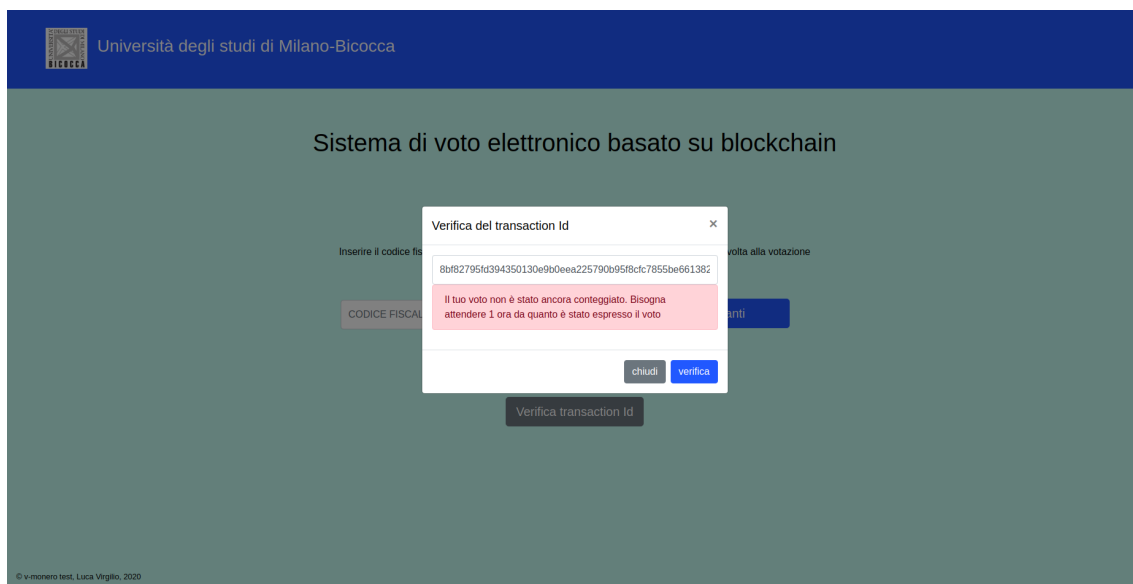 Università degli studi di Milano-Bicocca
BICOCCA
Sistema di voto elettronico basato su blockchain
Verifica del transaction Id
×
Inserire il codice fis
volta alla votazione
8bf82795fd394350130e9b0eea225790b95f8cfc7855be661382
Il tuo voto non è stato ancora conteggiato. Bisogna
attendere 1 ora da quanto è stato espresso il voto
CODICE FISCAL
anti
chiudi verifica
Verifica transaction Id
© v-monero test, Luca Virgilio, 2020